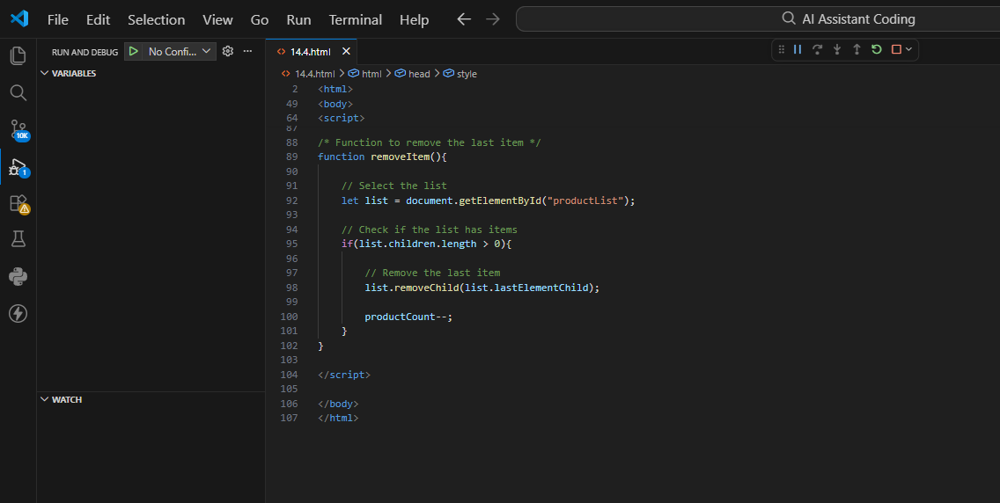 File Edit Selection View Go Run Terminal Help
AI Assistant Coding
RUN AND DEBUG No Confi...
14.4.html
VARIABLES
14.4.html > html > head > style
10K
1
2 <html>
49 <body>
64 <script>
87
88 /* Function to remove the last item */
89 function removeItem(){
90
91 // Select the list
92 let list = document.getElementById("productList");
93
94 // Check if the list has items
95 if(list.children.length > 0){
96
97 // Remove the last item
98 list.removeChild(list.lastElementChild);
99
100 productCount--;
101 }
102 }
103
104 </script>
105
106 </body>
107 </html>
WATCH